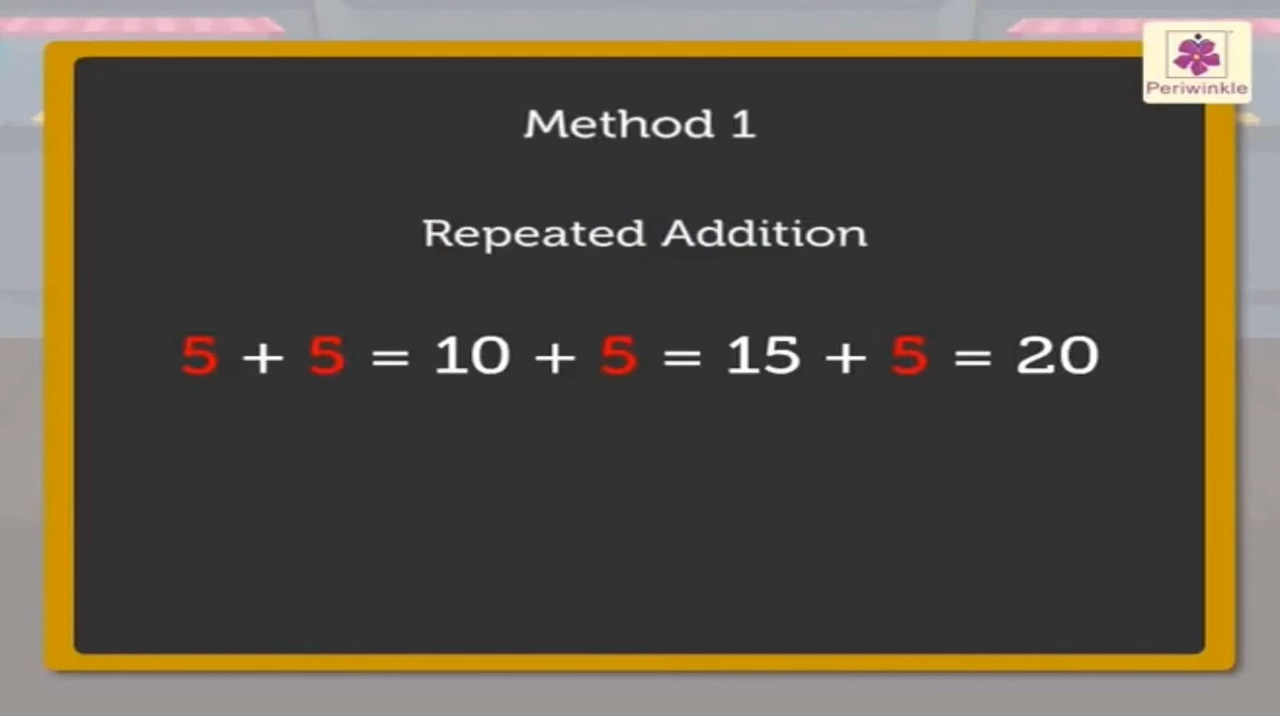 Periwinkle
Method 1
Repeated Addition
5 + 5 = 10 + 5 = 15 + 5 = 20